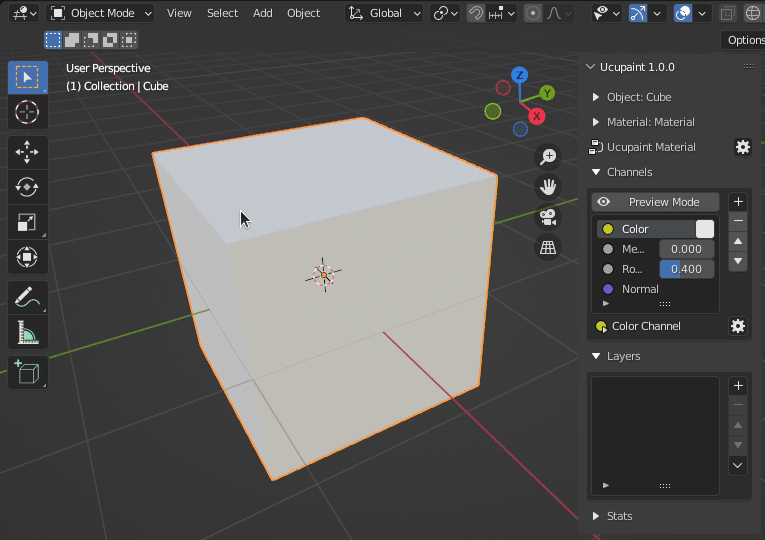 Object Mode View Select Add Object Global
Options
User Perspective
(1) Collection | Cube
Z
Y
X
Ucupaint 1.0.0
Object: Cube
Material: Material
Ucupaint Material
Channels
Preview Mode
Color
Me... 0.000
Ro... 0.400
Normal
Color Channel
Layers
Stats